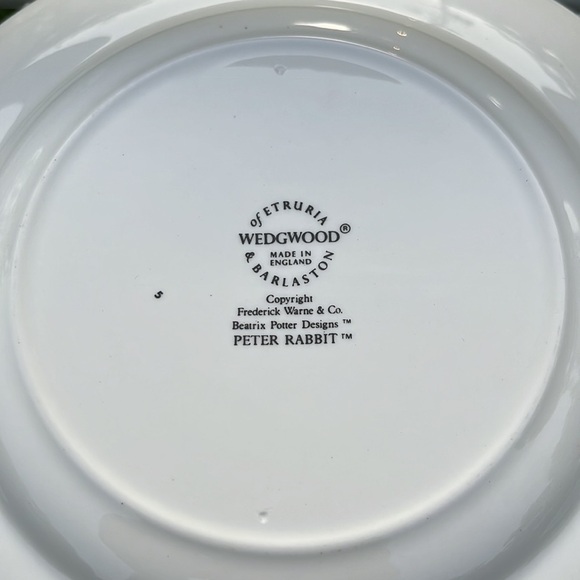 of ETRURIA
WEDGWOOD®
MADE IN
ENGLAND
& BARLASTON
5
Copyright
Frederick Warne & Co.
Beatrix Potter Designs ™
PETER RABBIT ™